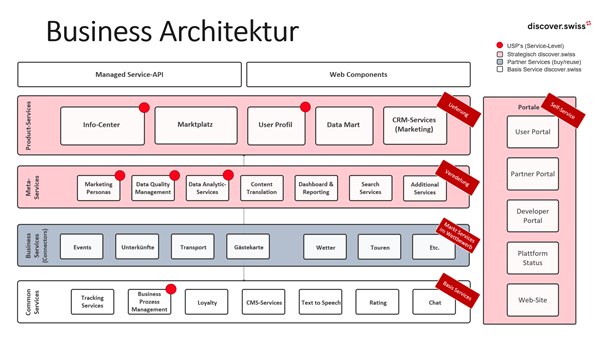 Business Architektur
discover.swiss
USP's (Service-Level)
Strategisch discover.swiss
Partner Services (buy/reuse)
Basis Service discover.swiss
Managed Service-API
Web Components
Product-Services
Info-Center
Marktplatz
User Profil
Data Mart
CRM-Services
(Marketing)
Lieferung
Meta-
Services
Marketing
Personas
Data Quality
Management
Data Analytic-
Services
Content
Translation
Dashboard &
Reporting
Search
Services
Additional
Services
Veredelung
Business
Services
(Connectors)
Events
Unterkünfte
Transport
Gästekarte
Wetter
Touren
Etc.
Markt Services
im Wettbewerb
Common
Services
Tracking
Services
Business
Process
Management
Loyalty
CMS-Services
Text to Speech
Rating
Chat
Basis Services
Portale
Self-Service
User Portal
Partner Portal
Developer
Portal
Plattform
Status
Web-Site